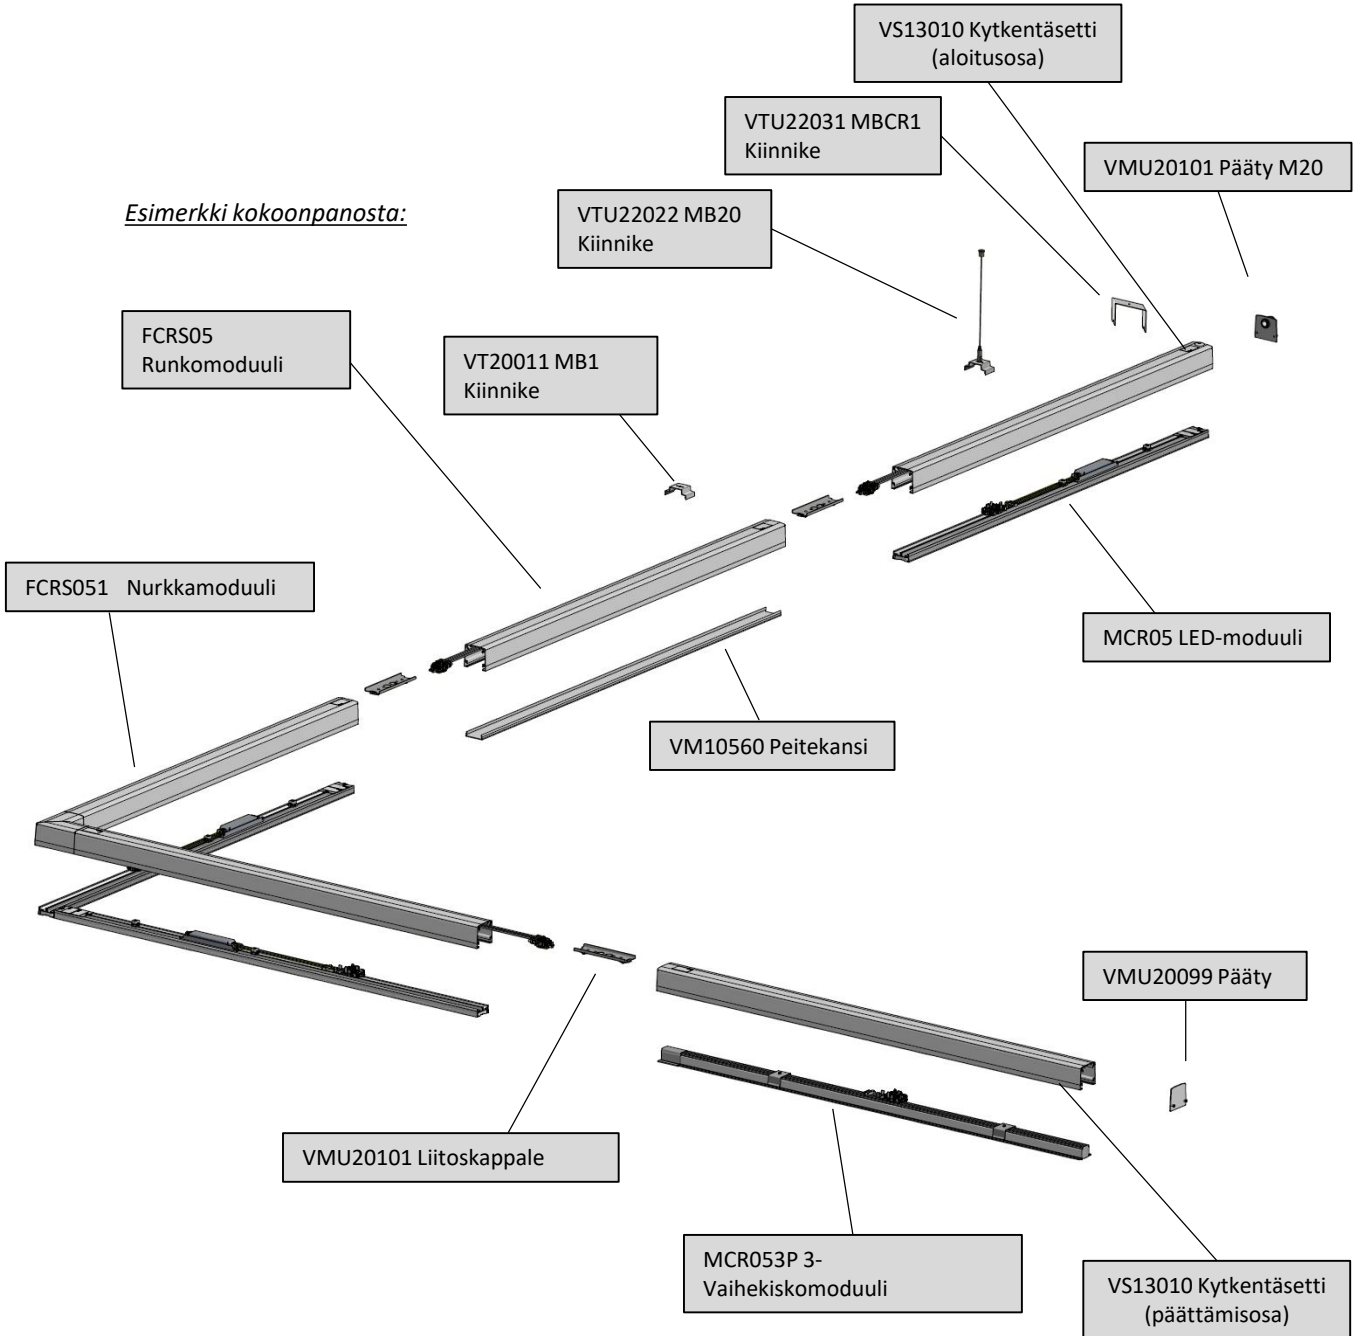 VS13010 Kytkentäsetti
(aloitusosa)
VTU22031 MBCR1
Kiinnike
VMU20101 Pääty M20
Esimerkki kokoonpanosta:
VTU22022 MB20
Kiinnike
FCRS05
Runkomoduuli
VT20011 MB1
Kiinnike
FCRS051 Nurkkamoduuli
MCR05 LED-moduuli
VM10560 Peitekansi
VMU20099 Pääty
VMU20101 Liitoskappale
MCR053P 3-
Vaihekiskomoduuli
VS13010 Kytkentäsetti
(päättämisosa)